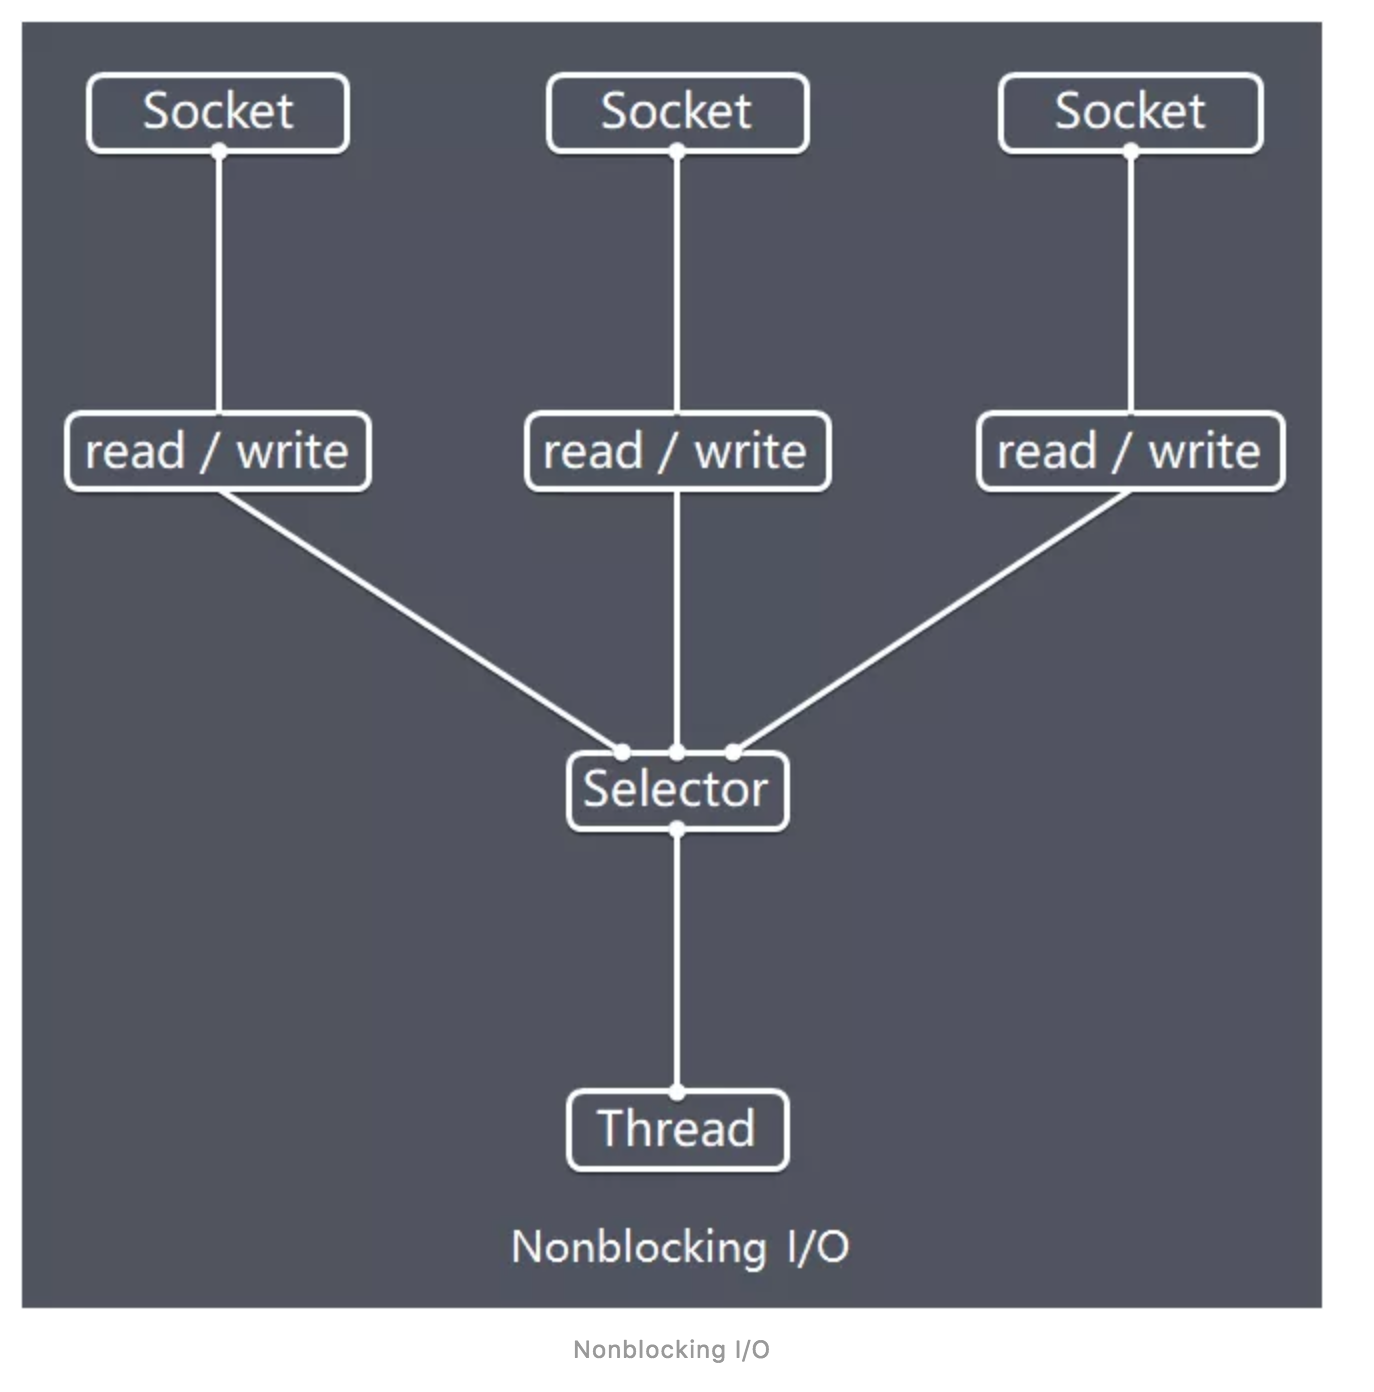 Socket
Socket
Socket
read / write
read / write
read / write
Selector
Thread
Nonblocking I/O
Nonblocking I/O